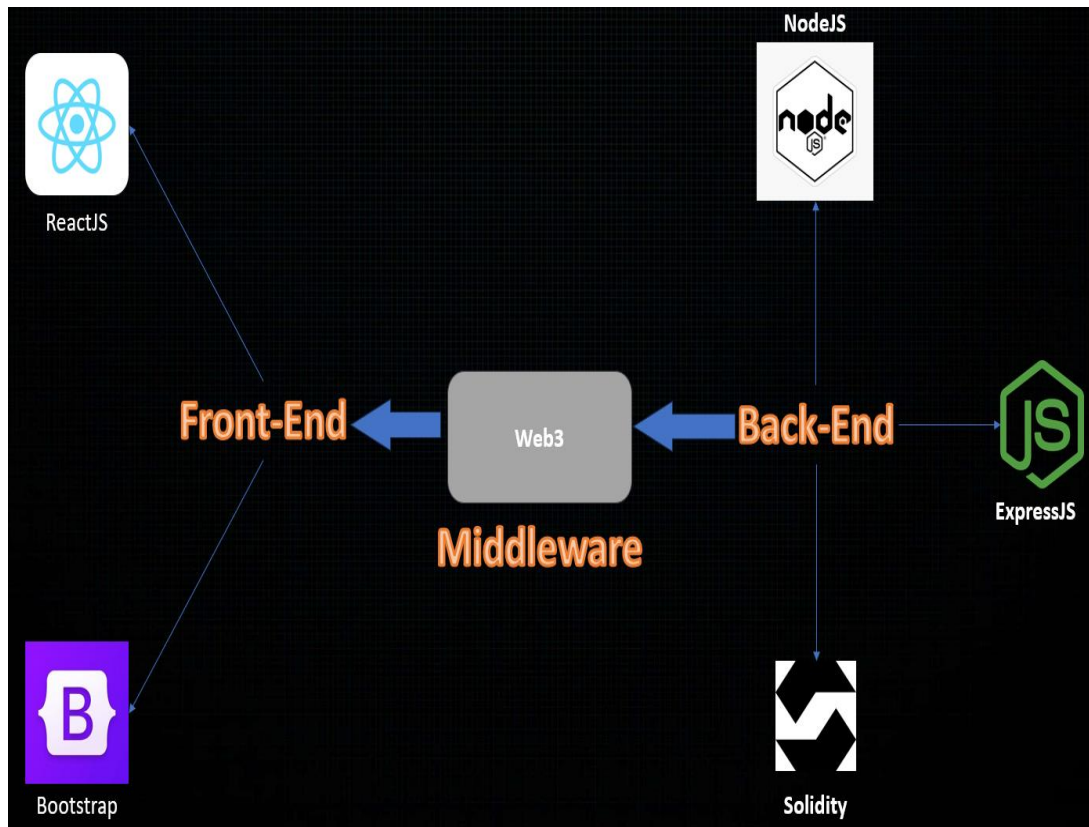 NodeJS
node
JS
ReactJS
Front-End
Web3
Back-End
JS
ExpressJS
Middleware
B
Bootstrap
Solidity